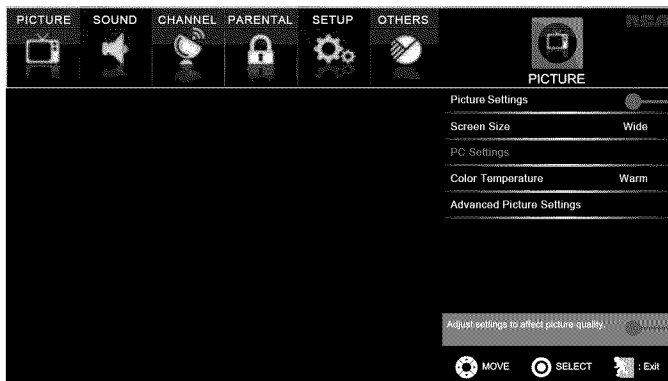 PICTURE SOUND CHANNEL PARENTAL SETUP OTHERS
PICTURE
Picture Settings
Screen Size Wide
PC Settings
Color Temperature Warm
Advanced Picture Settings
Adjust settings to affect picture quality.
MOVE SELECT : Exit